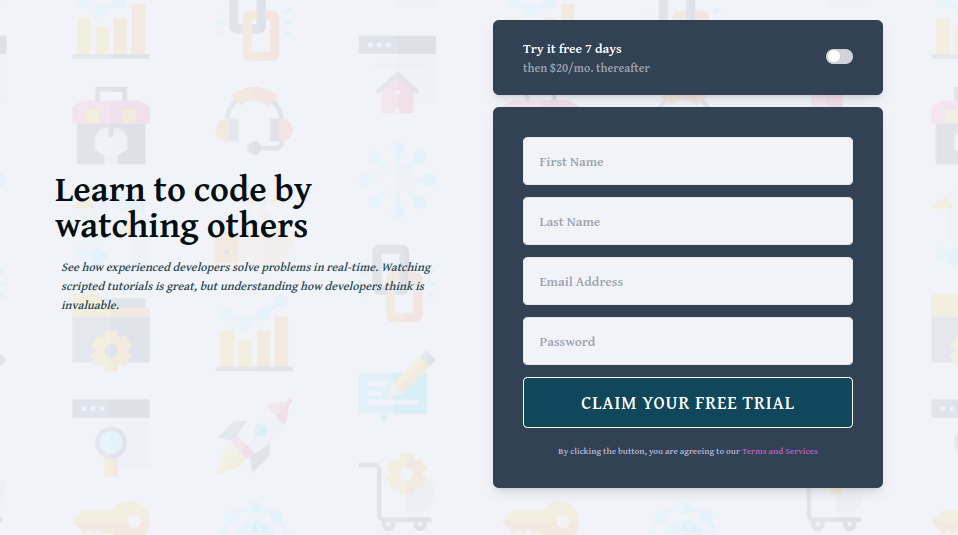 Learn to code by
watching others
See how experienced developers solve problems in real-time. Watching
scripted tutorials is great, but understanding how developers think is
invaluable.
Try it free 7 days
then $20/mo. thereafter
First Name
Last Name
Email Address
Password
CLAIM YOUR FREE TRIAL
By clicking the button, you are agreeing to our Terms and Services